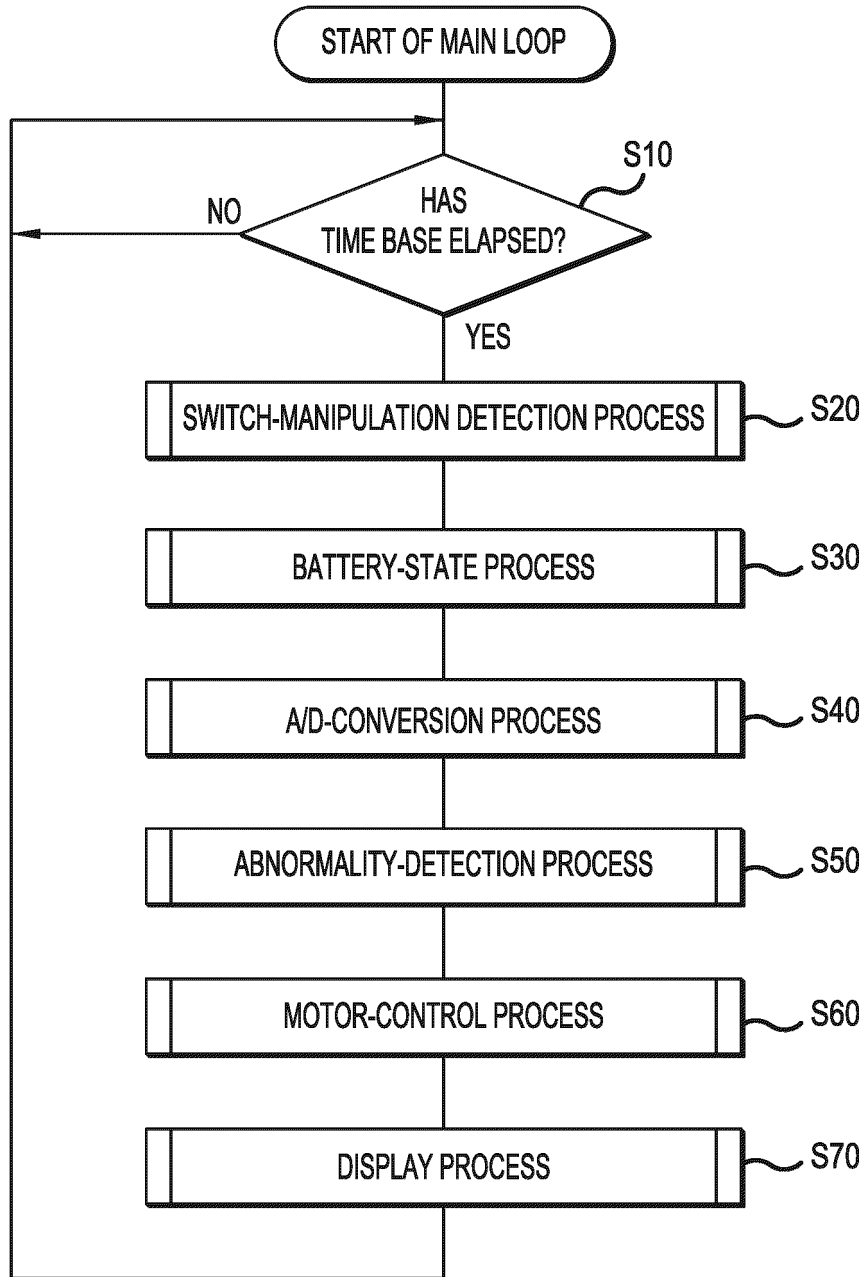 START OF MAIN LOOP
S10
HAS
TIME BASE ELAPSED?
NO
YES
SWITCH-MANIPULATION DETECTION PROCESS
S20
BATTERY-STATE PROCESS
S30
A/D-CONVERSION PROCESS
S40
ABNORMALITY-DETECTION PROCESS
S50
MOTOR-CONTROL PROCESS
S60
DISPLAY PROCESS
S70